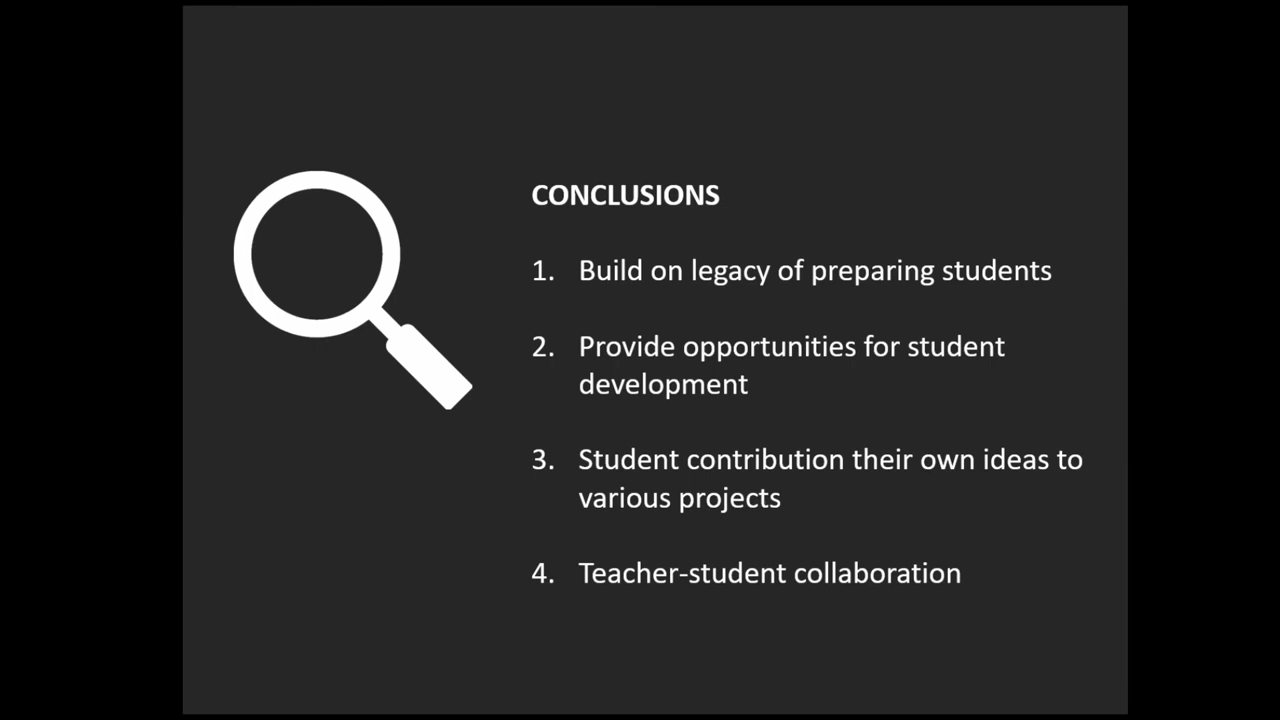 CONCLUSIONS
1. Build on legacy of preparing students
2. Provide opportunities for student
development
3. Student contribution their own ideas to
various projects
4. Teacher-student collaboration